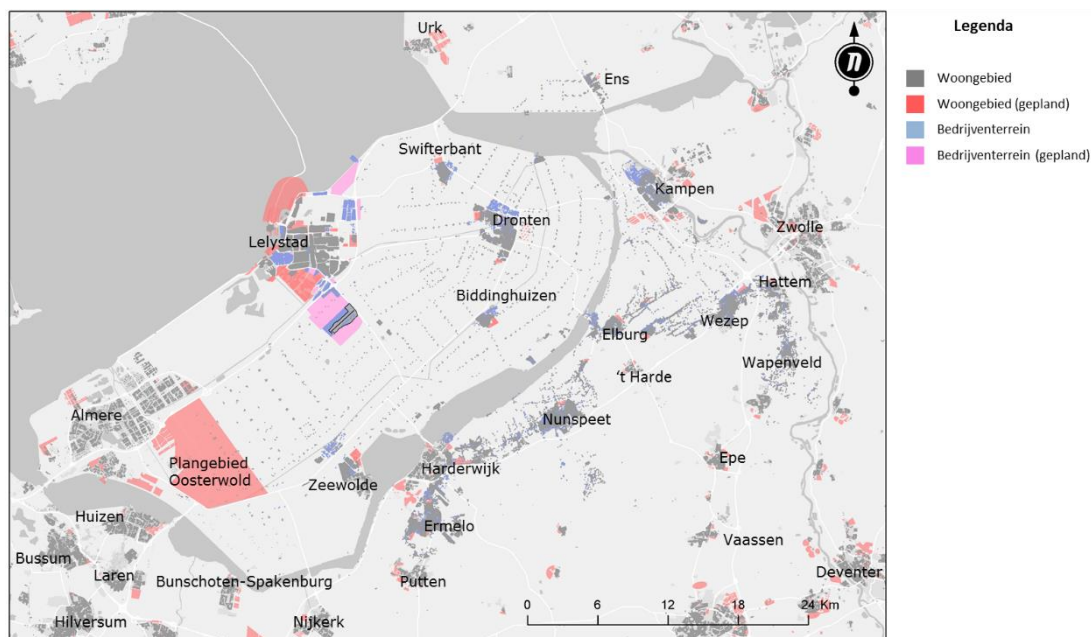 Urk
Ens
Swifterbant
Kampen
Dronten
Zwolle
Lelystad
Hattem
Biddinghuizen
Wezep
Elburg
Wapenveld
't Harde
Almere
Nunspeet
Plangebied
Oosterwold
Epe
Harderwijk
Zeewolde
Huizen
Ermelo
Vaassen
Bussum
Laren
Bunschoten-Spakenburg
Putten
Deventer
Hilversum
Nijkerk
0 6 12 18 24 Km
n
Legenda
Woongebied
Woongebied (gepland)
Bedrijventerrein
Bedrijventerrein (gepland)